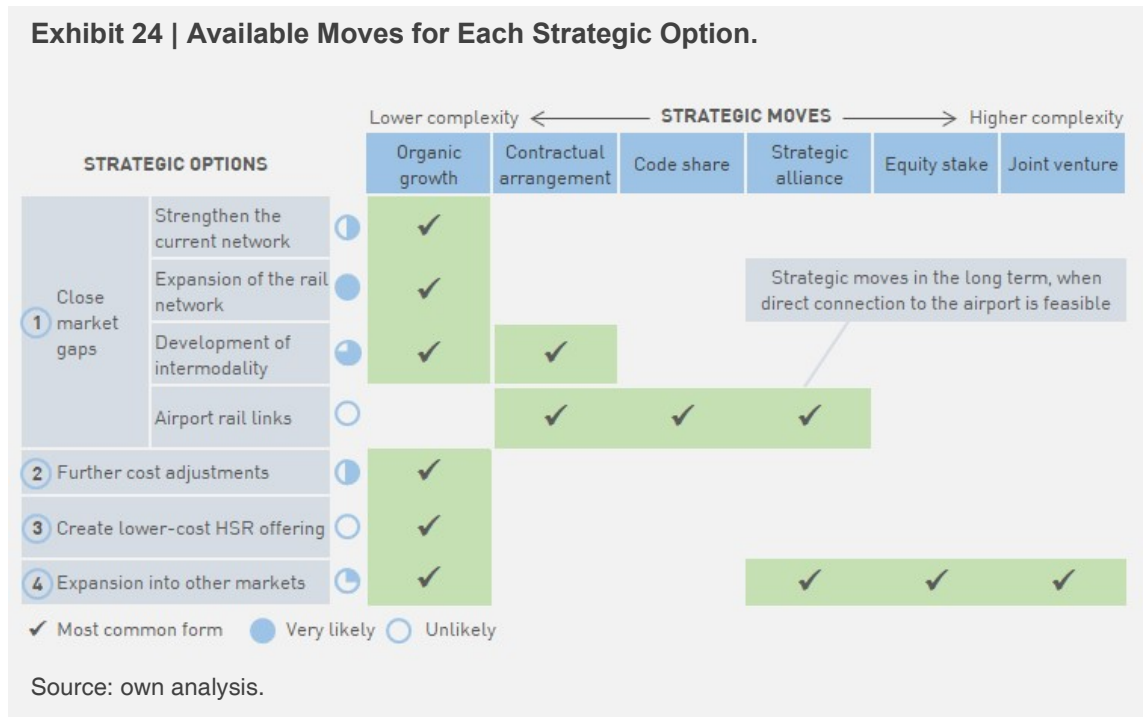 Exhibit 24 | Available Moves for Each Strategic Option.
Lower complexity ← STRATEGIC MOVES → Higher complexity
STRATEGIC OPTIONS
Organic
growth
Contractual
arrangement
Code share
Strategic
alliance
Equity stake
Joint venture
1 Close
market
gaps
Strengthen the
current network
✓
Expansion of the rail
network
✓
Strategic moves in the long term, when
direct connection to the airport is feasible
Development of
intermodality
✓ ✓
Airport rail links
✓ ✓ ✓
2 Further cost adjustments
✓
3 Create lower-cost HSR offering
✓
4 Expansion into other markets
✓ ✓ ✓ ✓
✓ Most common form Very likely Unlikely
Source: own analysis.